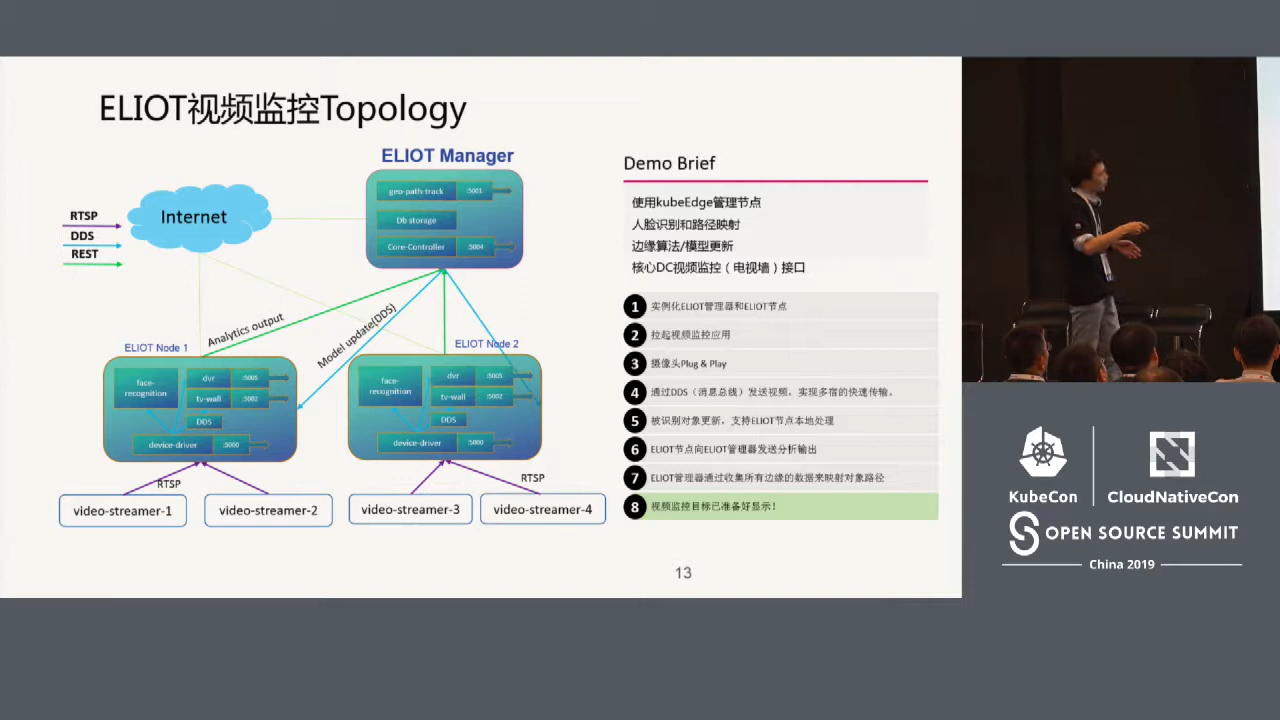 ELIOT视频监控Topology
ELIOT Manager
geo-path-track :5001
Db storage
Core-Controller :5004
Internet
RTSP
DDS
REST
Analytics output
Model update(DDS)
ELIOT Node 1
face-recognition
dvr :5005
tv-wall :5002
DDS
device-driver :5000
ELIOT Node 2
face-recognition
dvr :5005
tv-wall :5002
DDS
device-driver :5000
RTSP
RTSP
video-streamer-1
video-streamer-2
video-streamer-3
video-streamer-4
Demo Brief
使用kubeEdge管理节点
人脸识别和路径映射
边缘算法/模型更新
核心DC视频监控（电视墙）接口
1 实例化ELIOT管理器和ELIOT节点
2 拉起视频监控应用
3 摄像头Plug & Play
4 通过DDS（消息总线）发送视频，实现多宿的快速传输。
5 被识别对象更新，支持ELIOT节点本地处理
6 ELIOT节点向ELIOT管理器发送分析输出
7 ELIOT管理器通过收集所有边缘的数据来映射对象路径
8 视频监控目标已准备好显示！
13
KubeCon
CloudNativeCon
OPEN SOURCE SUMMIT
China 2019